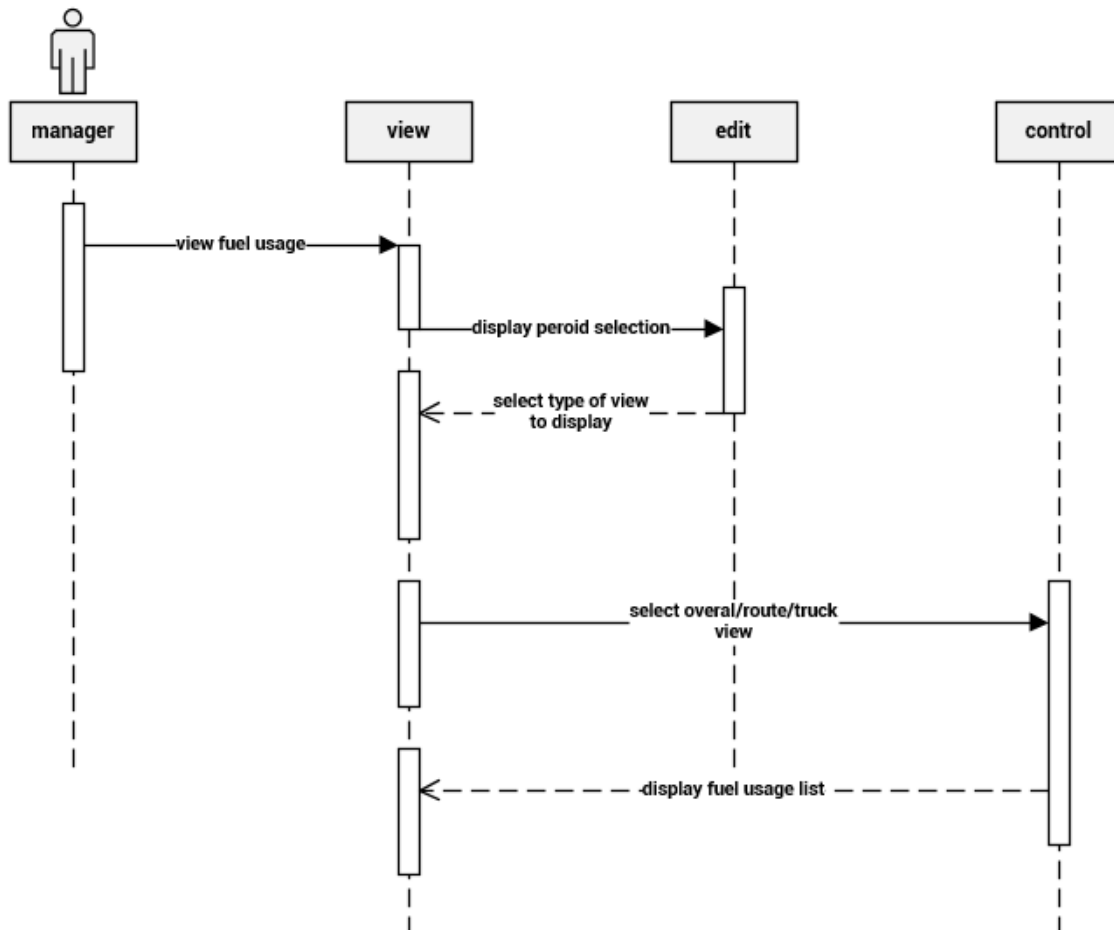 manager
view
edit
control
view fuel usage
display peroid selection
select type of view
to display
select overal/route/truck
view
display fuel usage list